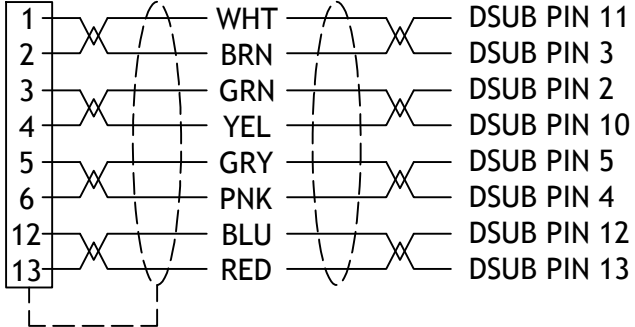 1 WHT DSUB PIN 11
2 BRN DSUB PIN 3
3 GRN DSUB PIN 2
4 YEL DSUB PIN 10
5 GRY DSUB PIN 5
6 PNK DSUB PIN 4
12 BLU DSUB PIN 12
13 RED DSUB PIN 13